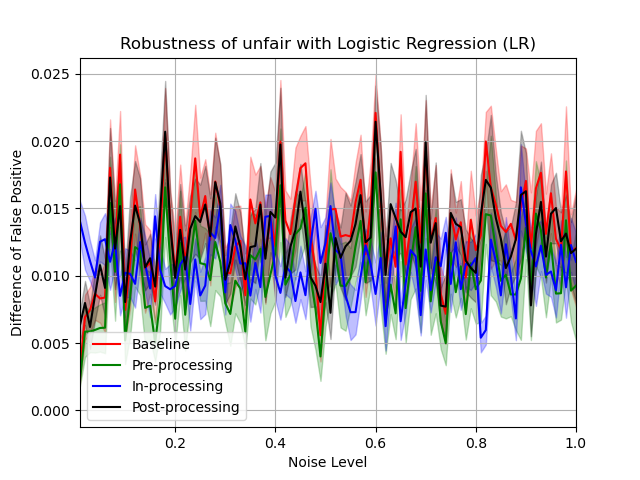 Robustness of unfair with Logistic Regression (LR)
Difference of False Positive
0.025
0.020
0.015
0.010
0.005
0.000
Baseline
Pre-processing
In-processing
Post-processing
0.2 0.4 0.6 0.8 1.0
Noise Level